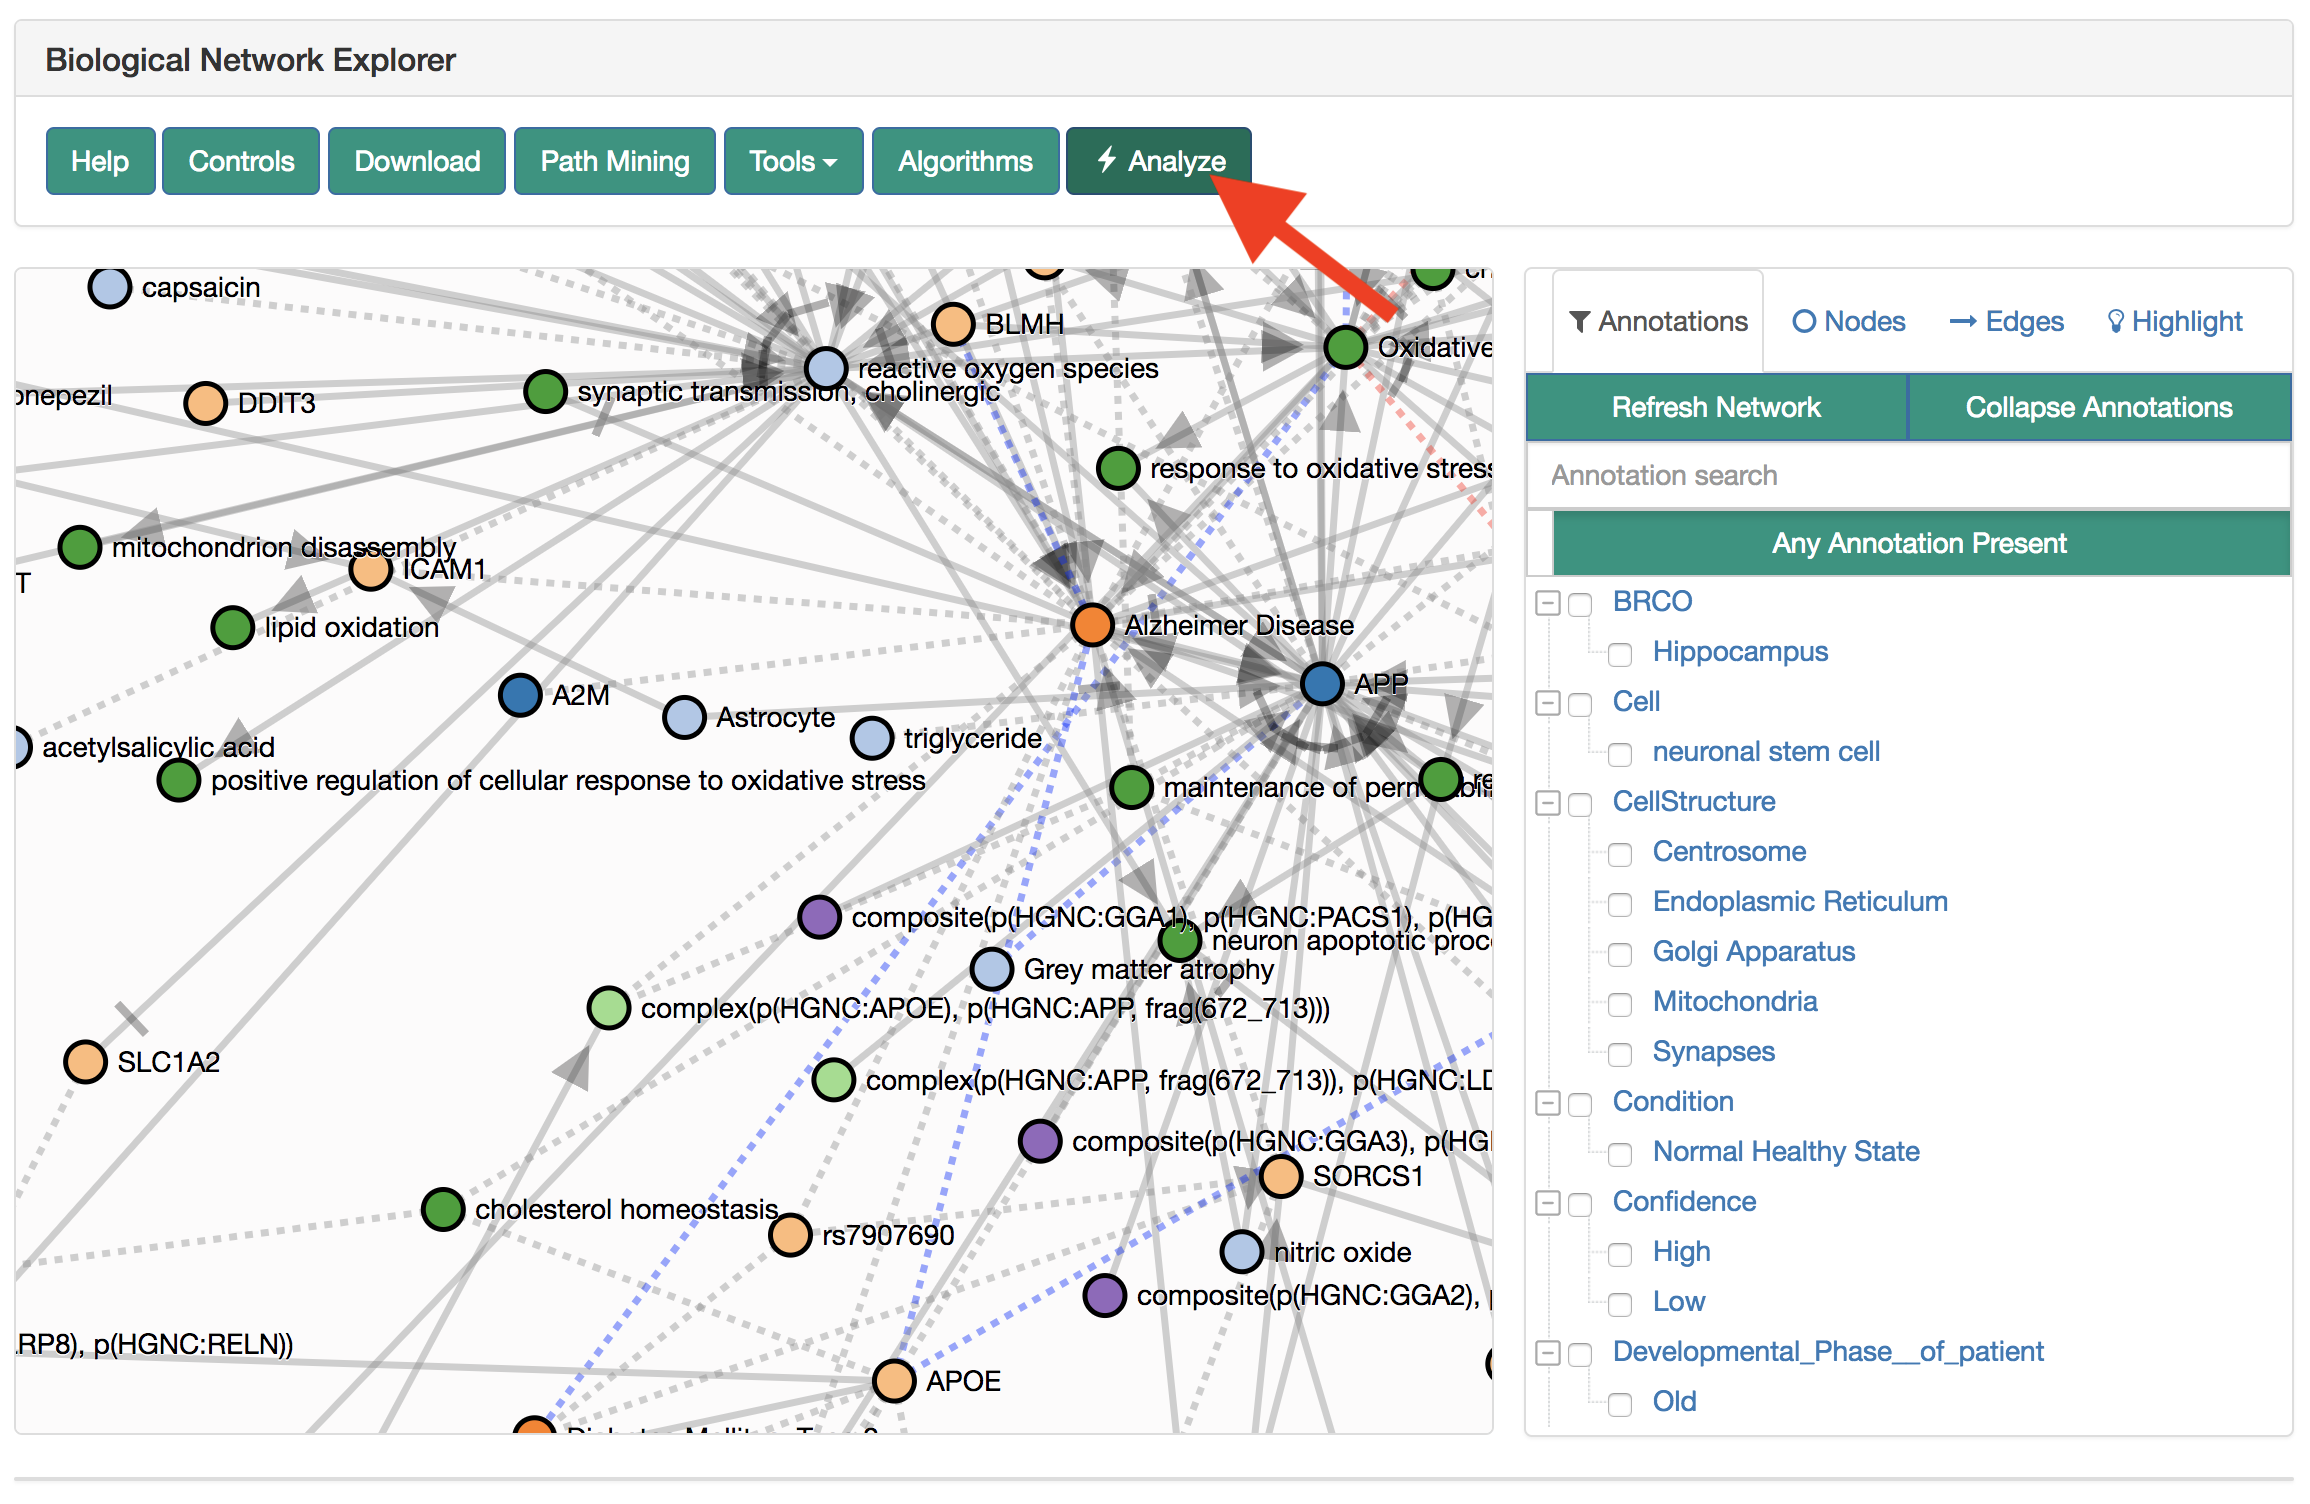 Biological Network Explorer
Help
Controls
Download
Path Mining
Tools
Algorithms
Analyze
capsaicin
BLMH
Oxidative
reactive oxygen species
synaptic transmission, cholinergic
onepezil
DDIT3
response to oxidative stress
mitochondrion disassembly
ICAM1
T
lipid oxidation
Alzheimer Disease
A2M
APP
Astrocyte
triglyceride
acetylsalicylic acid
positive regulation of cellular response to oxidative stress
maintenance of
re
composite(p(HGNC:GGA1), p(HGNC:PACS1), p(HG
neuron apoptotic proc
Grey matter atrophy
complex(p(HGNC:APOE), p(HGNC:APP, frag(672_713)))
SLC1A2
complex(p(HGNC:APP, frag(672_713)), p(HGNC:LD
composite(p(HGNC:GGA3), p(HG
SORCS1
cholesterol homeostasis
rs7907690
nitric oxide
composite(p(HGNC:GGA2),
RP8), p(HGNC:RELN))
APOE
Annotations
Nodes
Edges
Highlight
Refresh Network
Collapse Annotations
Annotation search
Any Annotation Present
BRCO
Hippocampus
Cell
neuronal stem cell
CellStructure
Centrosome
Endoplasmic Reticulum
Golgi Apparatus
Mitochondria
Synapses
Condition
Normal Healthy State
Confidence
High
Low
Developmental_Phase__of_patient
Old